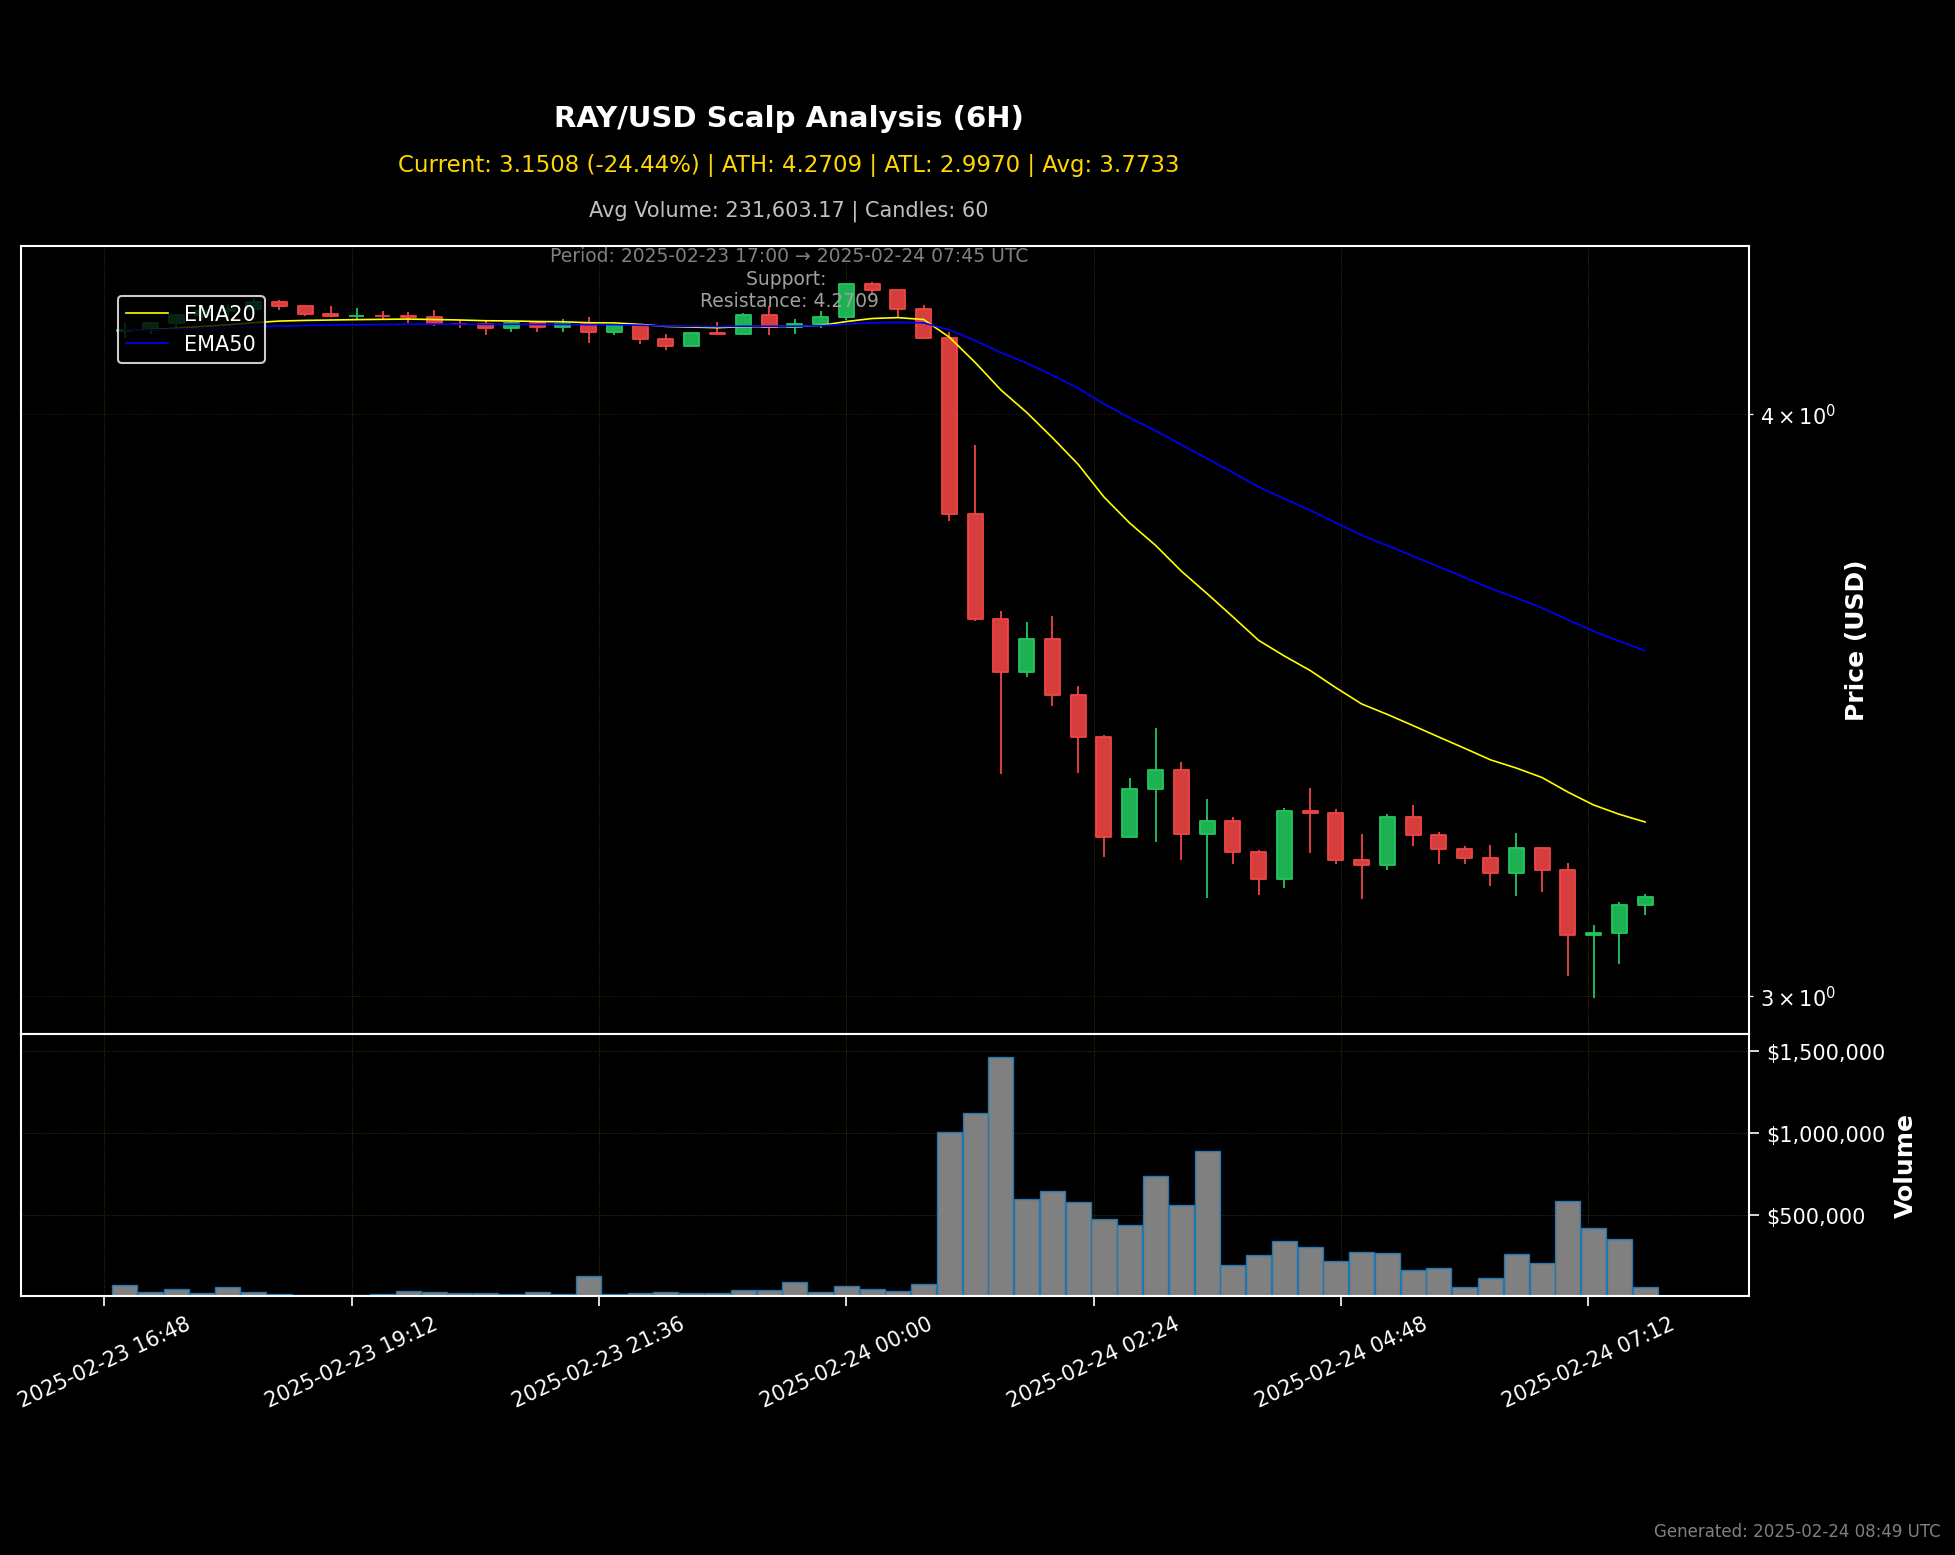 RAY/USD Scalp Analysis (6H)
Current: 3.1508 (-24.44%) | ATH: 4.2709 | ATL: 2.9970 | Avg: 3.7733
Avg Volume: 231,603.17 | Candles: 60
Period: 2025-02-23 17:00 → 2025-02-24 07:45 UTC
Support:
Resistance: 4.2709
EMA20
EMA50
4 × 10⁰
Price (USD)
3 × 10⁰
$1,500,000
$1,000,000
$500,000
Volume
2025-02-23 16:48
2025-02-23 19:12
2025-02-23 21:36
2025-02-24 00:00
2025-02-24 02:24
2025-02-24 04:48
2025-02-24 07:12
Generated: 2025-02-24 08:49 UTC